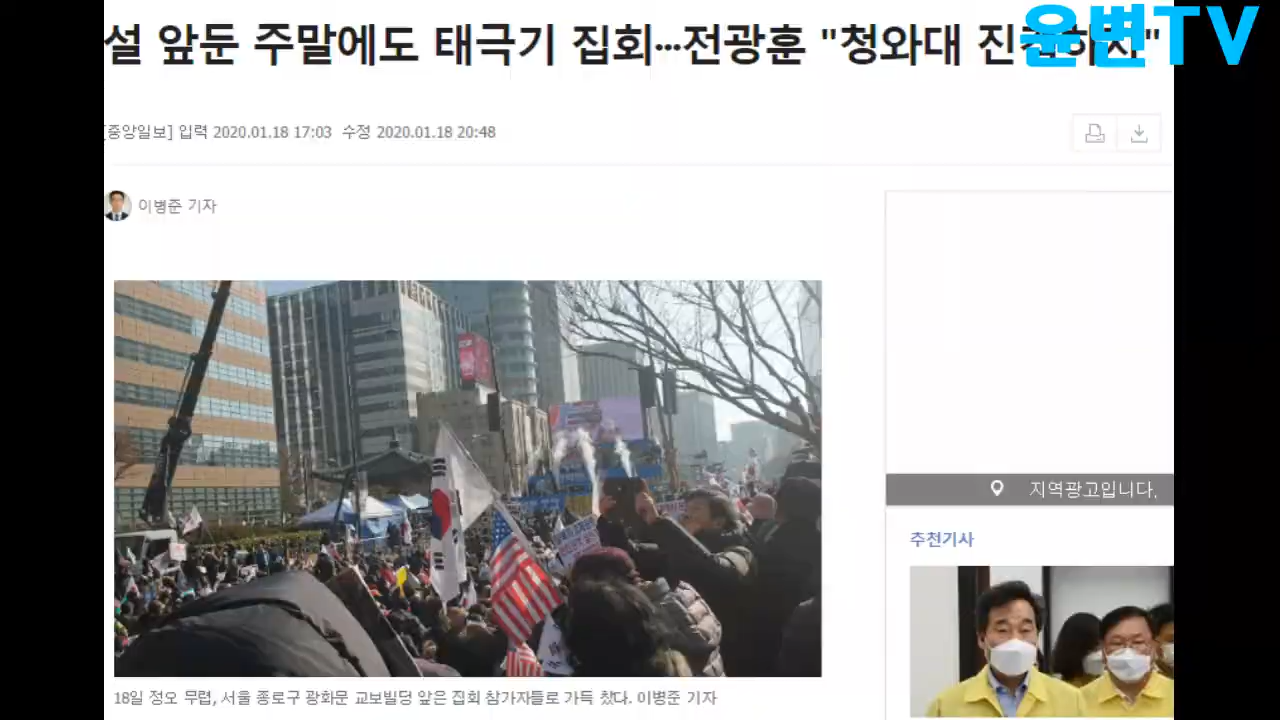 설 앞둔 주말에도 태극기 집회…전광훈 "청와대
윤변TV
[중앙일보] 입력 2020.01.18 17:03 수정 2020.01.18 20:48
이병준 기자
지역광고입니다.
추천기사
18일 정오 무렵, 서울 종로구 광화문 교보빌딩 앞은 집회 참가자들로 가득 찼다. 이병준 기자